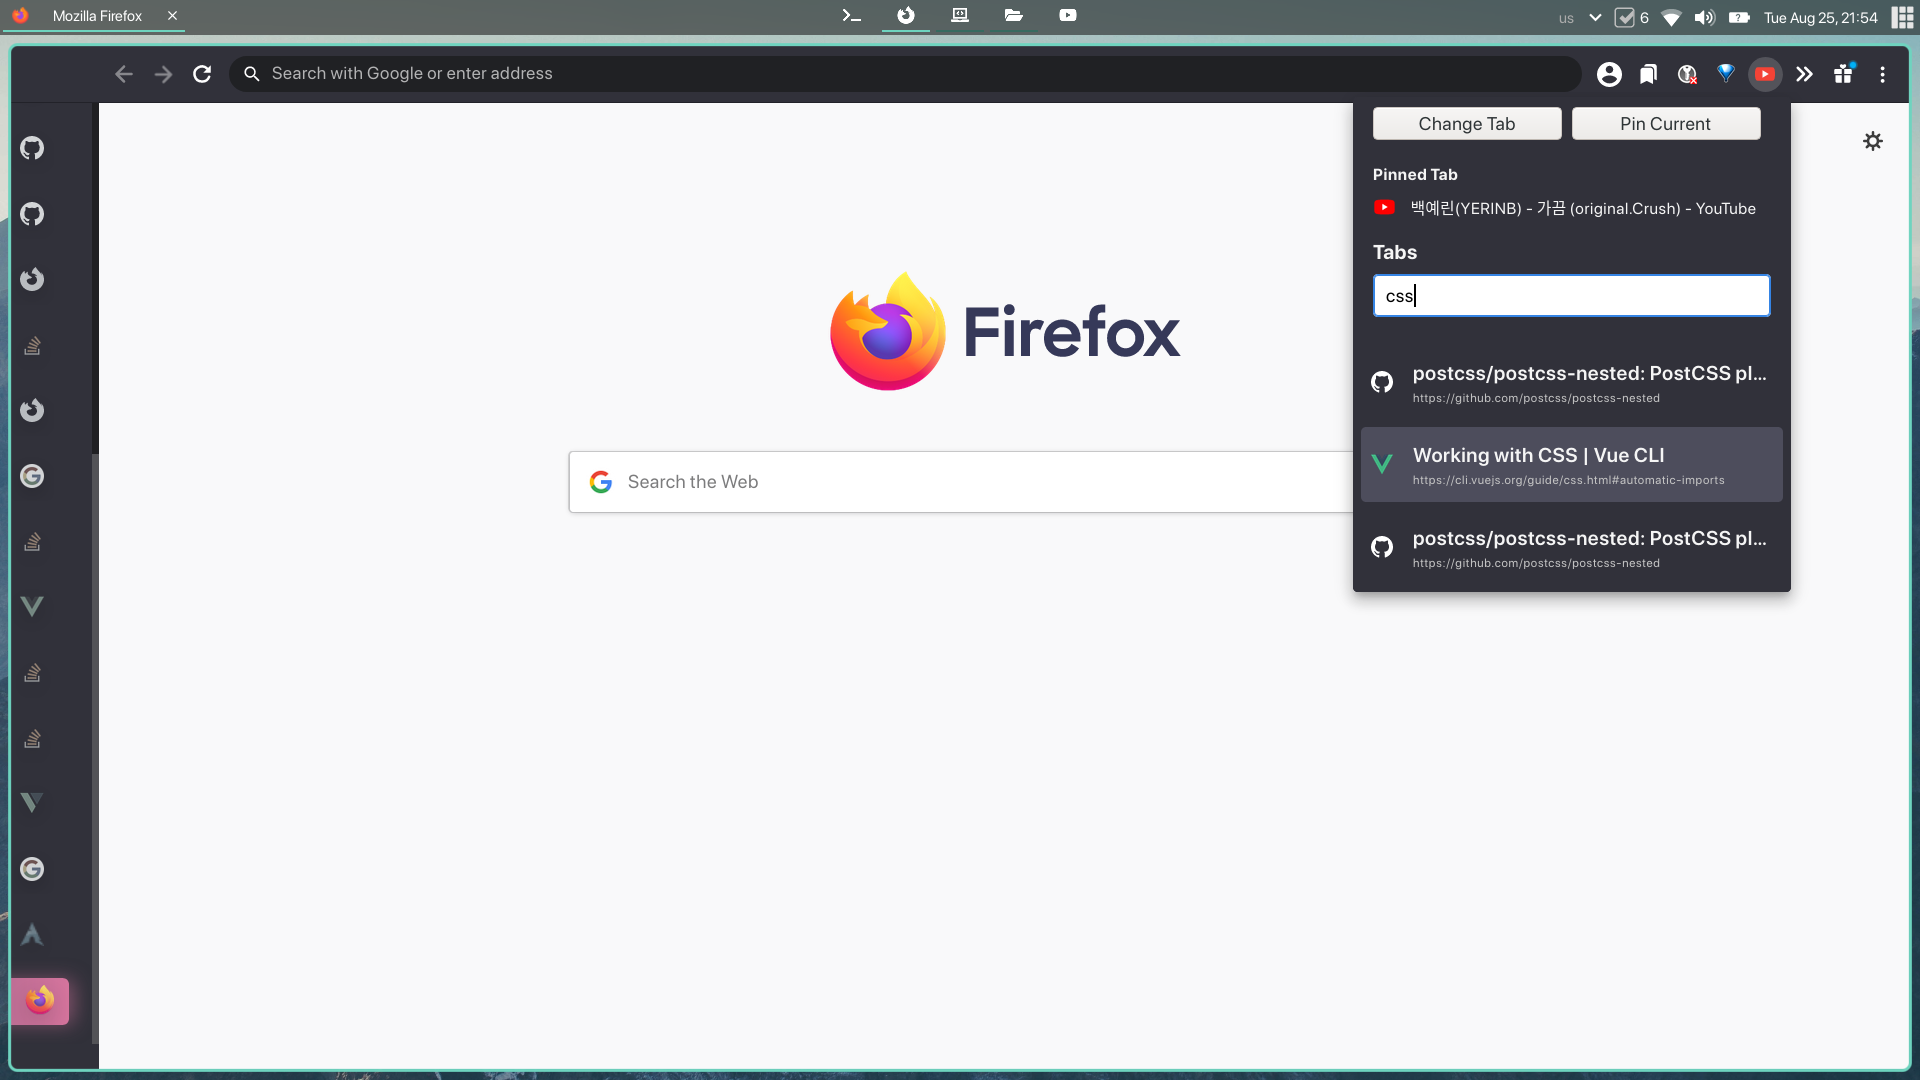 Mozilla Firefox
us
6
Tue Aug 25, 21:54
Search with Google or enter address
Change Tab
Pin Current
Pinned Tab
백예린(YERINB) - 가끔 (original.Crush) - YouTube
Tabs
css
Firefox
postcss/postcss-nested: PostCSS pl...
https://github.com/postcss/postcss-nested
Search the Web
Working with CSS | Vue CLI
https://cli.vuejs.org/guide/css.html#automatic-imports
postcss/postcss-nested: PostCSS pl...
https://github.com/postcss/postcss-nested